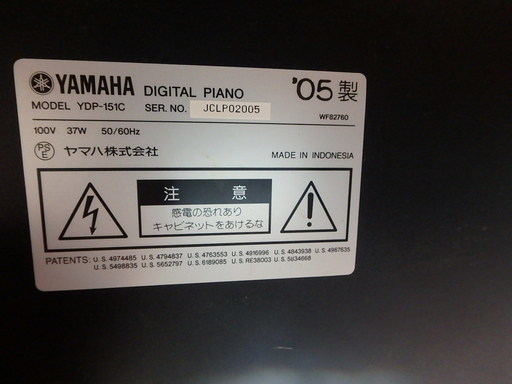 YAMAHA DIGITAL PIANO '05製
MODEL YDP-151C SER. NO. JCLP02005 WF82760
100V 37W 50/60Hz
PSE ヤマハ株式会社 MADE IN INDONESIA
注意
感電の恐れあり
キャビネットをあけるな
PATENTS: U.S. 4974485 U.S. 4794837 U.S. 4763553 U.S. 4916996 U.S. 4843938 U.S. 4967635
U.S. 5498835 U.S. 5652797 U.S. 6189085 U.S. RE38003 U.S. 5134668